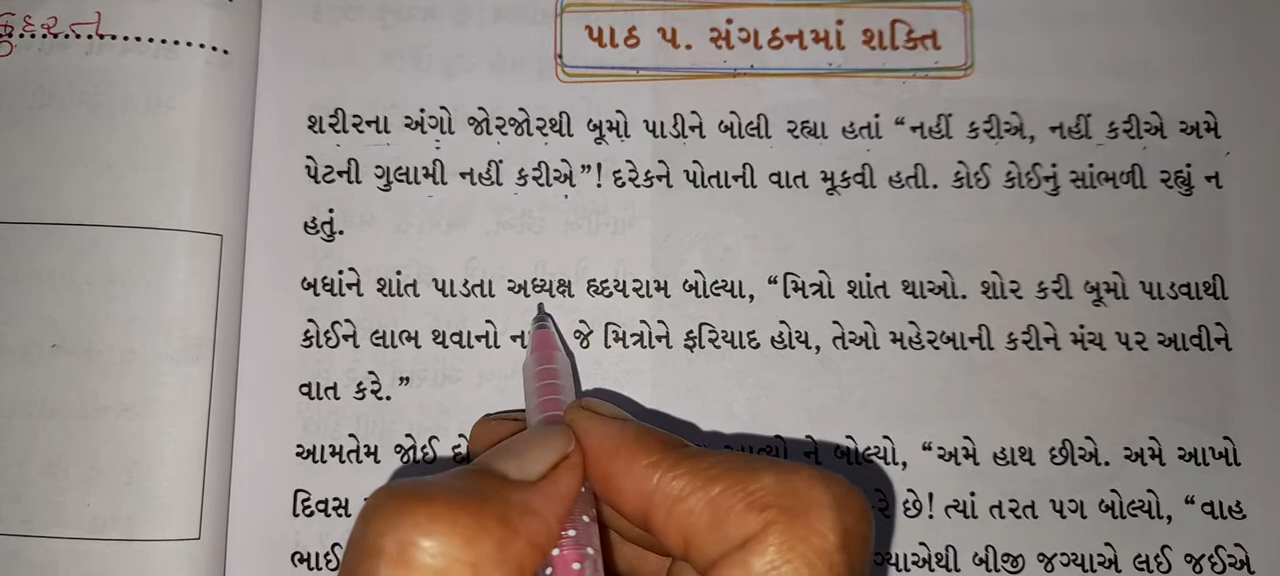 કુદરતે
પાઠ ૫. સંગઠનમાં શક્તિ
શરીરના અંગો જોરજોરથી બૂમો પાડીને બોલી રહ્યા હતાં “નહીં કરીએ, નહીં કરીએ અમે
પેટની ગુલામી નહીં કરીએ”! દરેકને પોતાની વાત મૂકવી હતી. કોઈ કોઈનું સાંભળી રહ્યું ન
હતું.
બધાંને શાંત પાડતા અધ્યક્ષ હૃદયરામ બોલ્યા, “મિત્રો શાંત થાઓ. શોર કરી બૂમો પાડવાથી
કોઈને લાભ થવાનો જે મિત્રોને ફરિયાદ હોય, તેઓ મહેરબાની કરીને મંચ પર આવીને
વાત કરે.”
આમતેમ જોઈ આવ્યો ને બોલ્યો, “અમે હાથ છીએ. અમે આખો
દિવસ છે! ત્યાં તરત પગ બોલ્યો, “વાહ
ભાઈ બીજી જગ્યાએ લઈ જઈએ